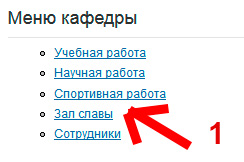 Меню кафедры
Учебная работа
Научная работа
Спортивная работа
Зал славы
Сотрудники
1